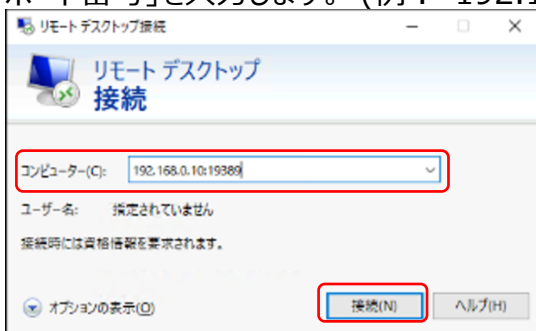 ポート番号」を入力します。 (例： 192.1
リモート デスクトップ接続
リモート デスクトップ
接続
コンピューター(C): 192.168.0.10:19389
ユーザー名: 指定されていません
接続時には資格情報を要求されます。
オプションの表示(O) 接続(N) ヘルプ(H)